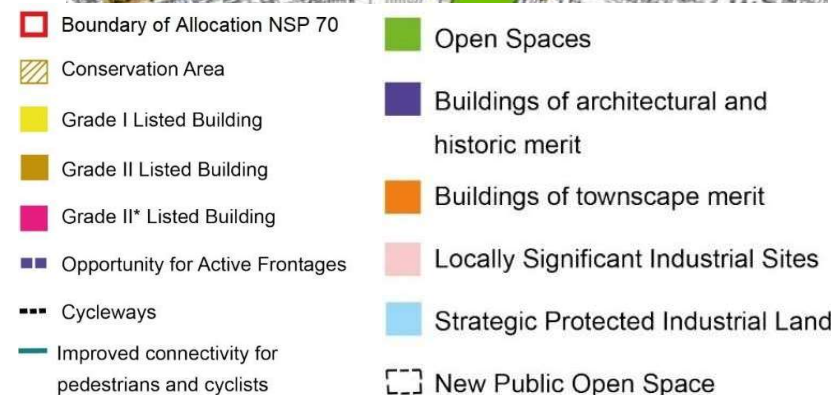 Boundary of Allocation NSP 70
Conservation Area
Grade I Listed Building
Grade II Listed Building
Grade II* Listed Building
Opportunity for Active Frontages
Cycleways
Improved connectivity for
pedestrians and cyclists
Open Spaces
Buildings of architectural and
historic merit
Buildings of townscape merit
Locally Significant Industrial Sites
Strategic Protected Industrial Land
New Public Open Space